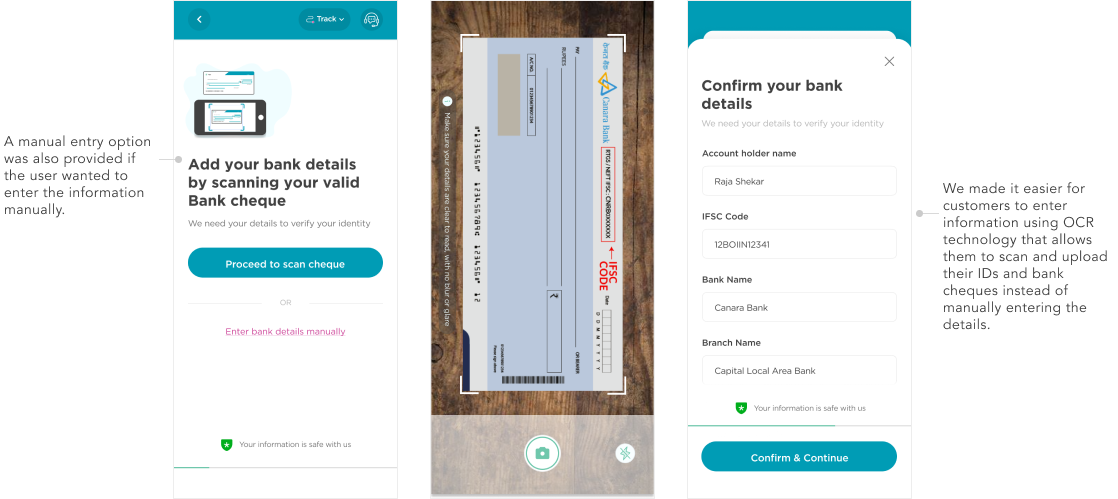 A manual entry option
was also provided if
the user wanted to
enter the information
manually.
Track
Add your bank details
by scanning your valid
Bank cheque
We need your details to verify your identity
Proceed to scan cheque
OR
Enter bank details manually
Your information is safe with us
केनरा बैंक Canara Bank
RTGS / NEFT IFSC : CNRB0XXXXXXX
IFSC
CODE
Date
D D M M Y Y Y Y
PAY
OR BEARER
RUPEES
₹
A/C NO.
Please sign above
Make sure your details are clear to read, with no blur or glare
Confirm your bank
details
We need your details to verify your identity
Account holder name
Raja Shekar
IFSC Code
12BOIIN12341
Bank Name
Canara Bank
Branch Name
Capital Local Area Bank
Your information is safe with us
Confirm & Continue
We made it easier for
customers to enter
information using OCR
technology that allows
them to scan and upload
their IDs and bank
cheques instead of
manually entering the
details.